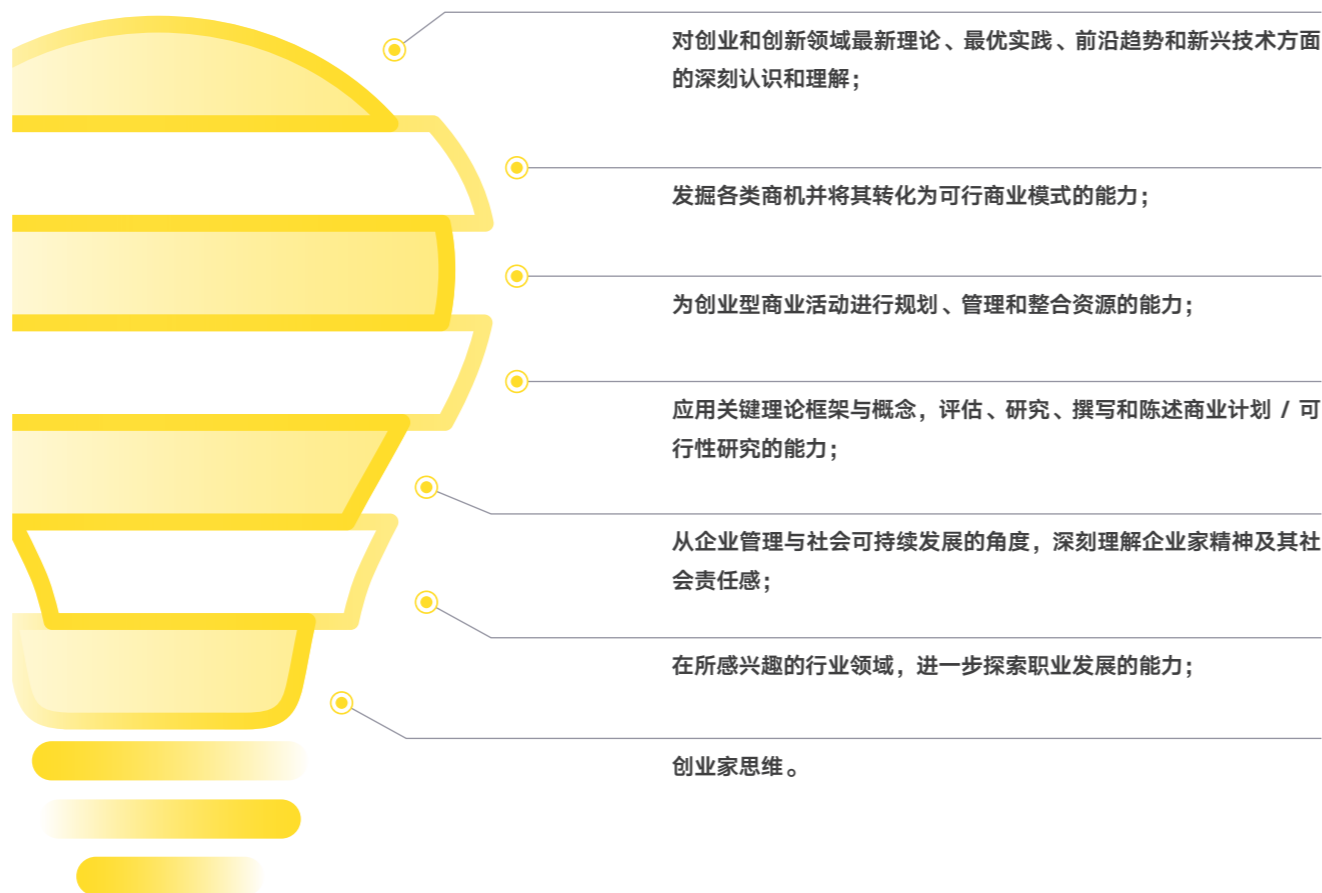 对创业和创新领域最新理论、最优实践、前沿趋势和新兴技术方面
的深刻认识和理解；
发掘各类商机并将其转化为可行商业模式的能力；
为创业型商业活动进行规划、管理和整合资源的能力；
应用关键理论框架与概念，评估、研究、撰写和陈述商业计划 / 可
行性研究的能力；
从企业管理与社会可持续发展的角度，深刻理解企业家精神及其社
会责任感；
在所感兴趣的行业领域，进一步探索职业发展的能力；
创业家思维。